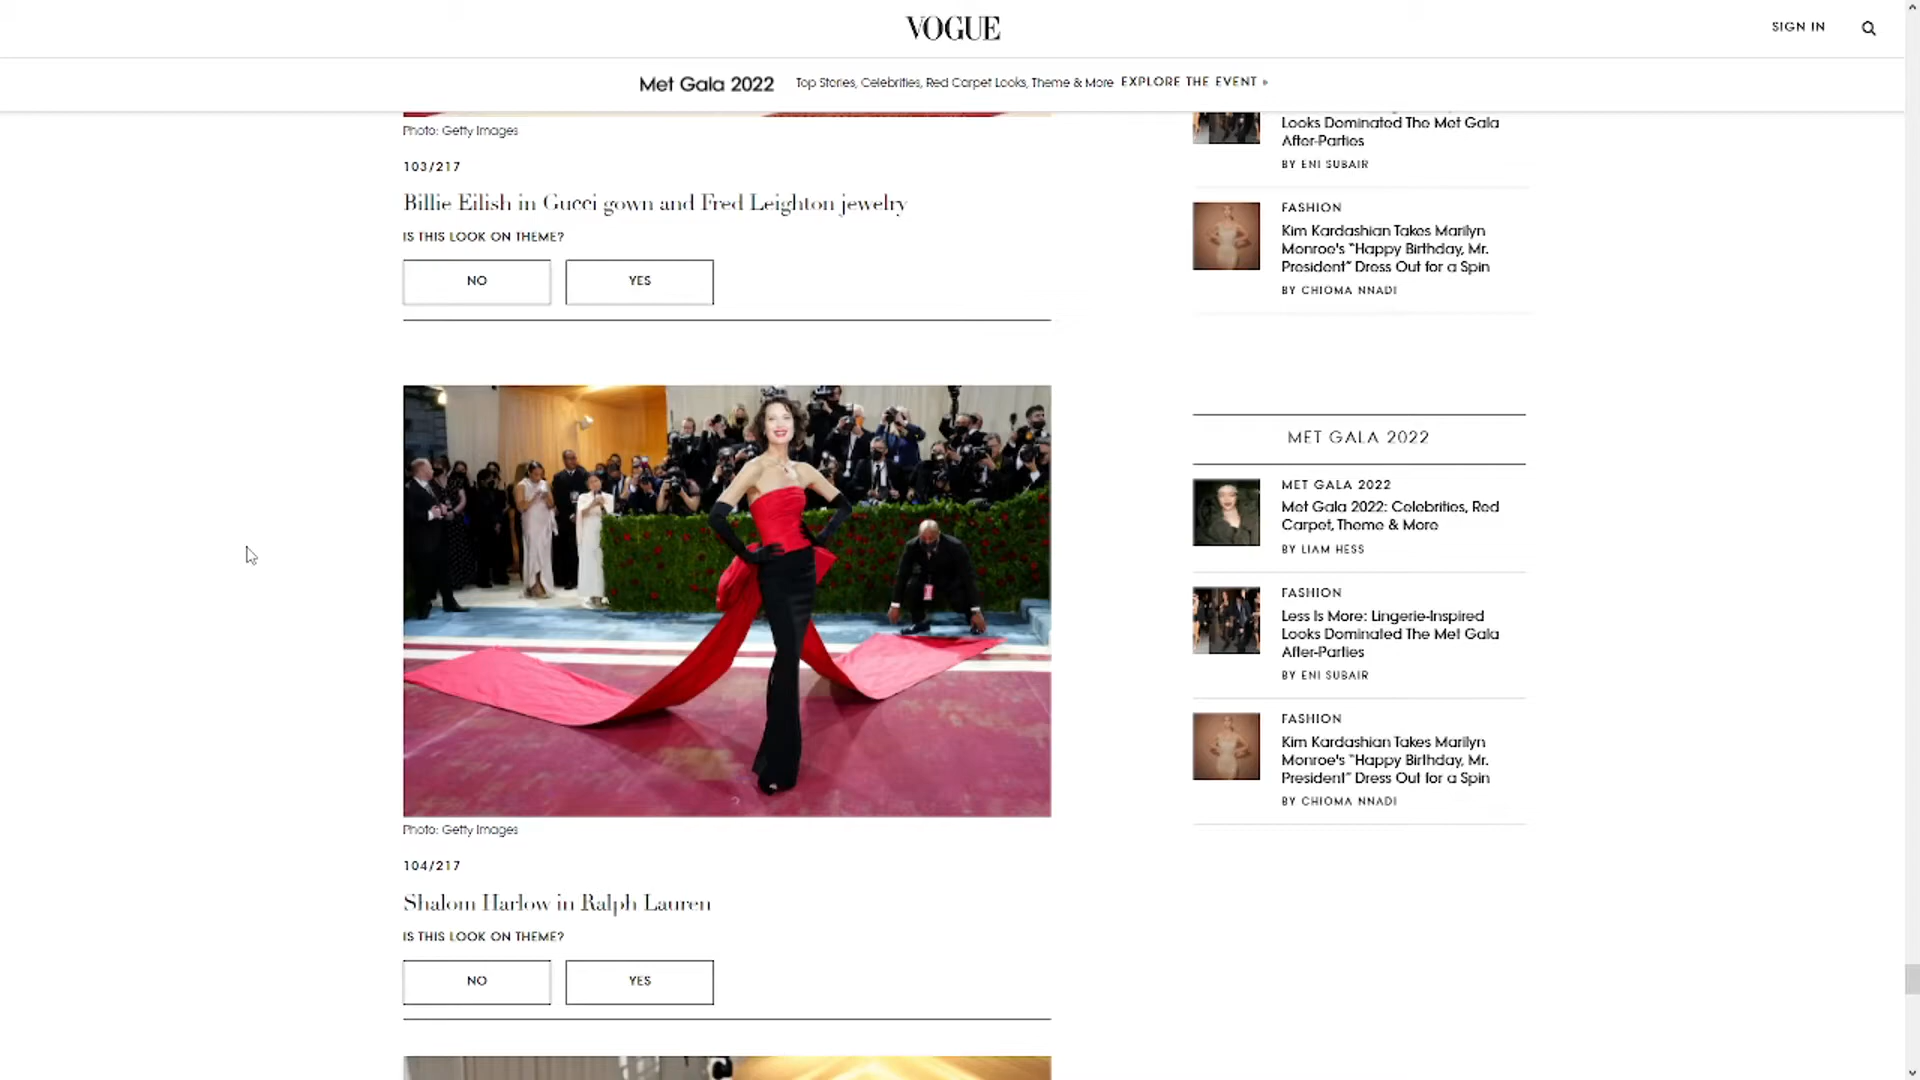 VOGUE
SIGN IN
Met Gala 2022
Top Stories, Celebrities, Red Carpet Looks, Theme & More
EXPLORE THE EVENT »
Photo: Getty Images
103/217
Billie Eilish in Gucci gown and Fred Leighton jewelry
IS THIS LOOK ON THEME?
NO
YES
Photo: Getty Images
104/217
Shalom Harlow in Ralph Lauren
IS THIS LOOK ON THEME?
NO
YES
Looks Dominated The Met Gala
After-Parties
BY ENI SUBAIR
FASHION
Kim Kardashian Takes Marilyn
Monroe's "Happy Birthday, Mr.
President" Dress Out for a Spin
BY CHIOMA NNADI
MET GALA 2022
MET GALA 2022
Met Gala 2022: Celebrities, Red
Carpet, Theme & More
BY LIAM HESS
FASHION
Less Is More: Lingerie-Inspired
Looks Dominated The Met Gala
After-Parties
BY ENI SUBAIR
FASHION
Kim Kardashian Takes Marilyn
Monroe's "Happy Birthday, Mr.
President" Dress Out for a Spin
BY CHIOMA NNADI